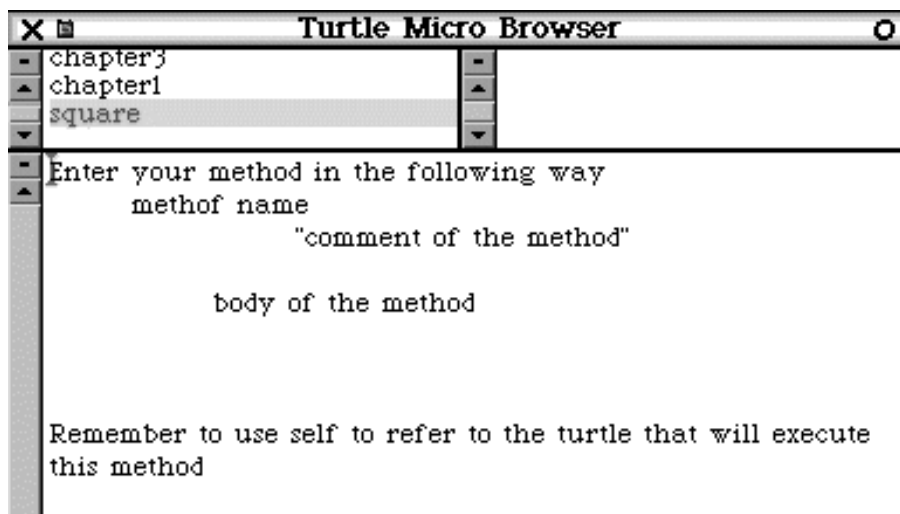 Turtle Micro Browser
chapter3
chapter1
square
Enter your method in the following way
methof name
"comment of the method"
body of the method
Remember to use self to refer to the turtle that will execute
this method